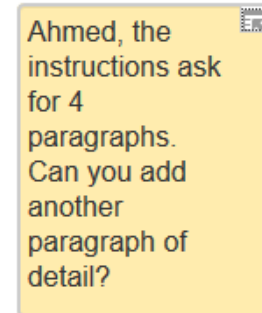 Ahmed, the
instructions ask
for 4
paragraphs.
Can you add
another
paragraph of
detail?